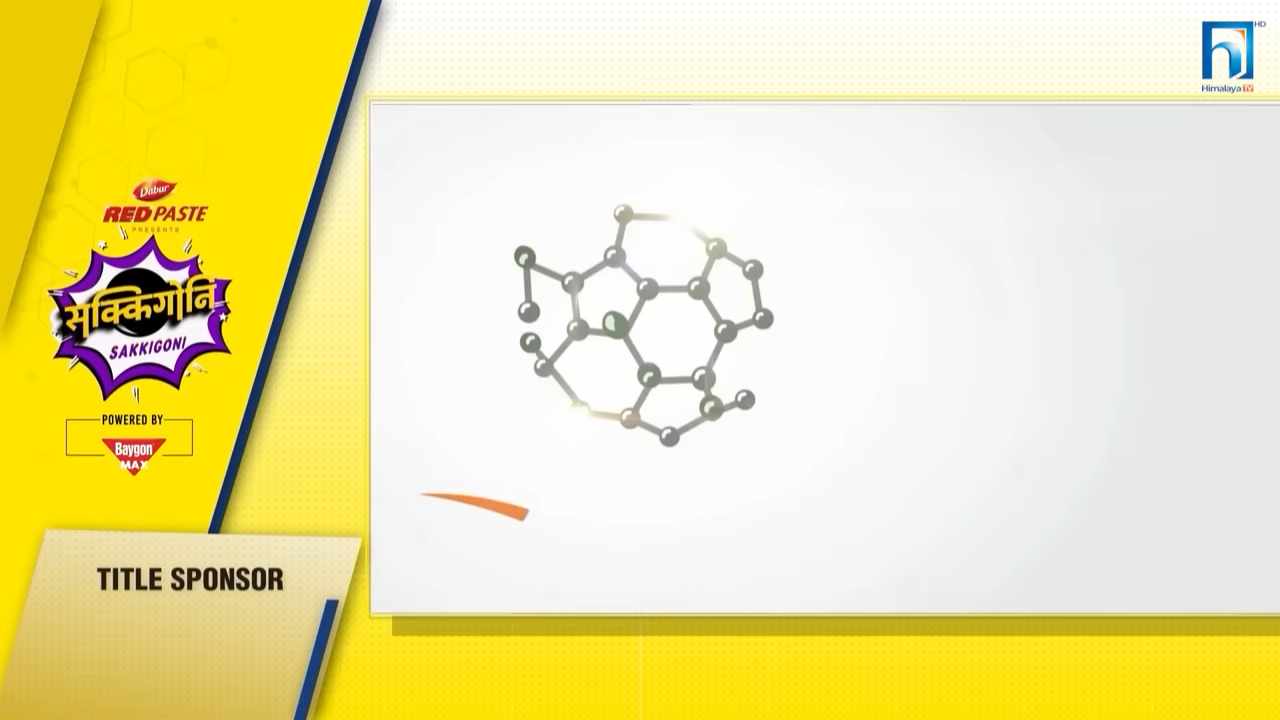 HD
Himalaya TV
Dabur
RED PASTE
PRESENTS
सक्किगोनि
SAKKIGONI
POWERED BY
Baygon
MAX
TITLE SPONSOR